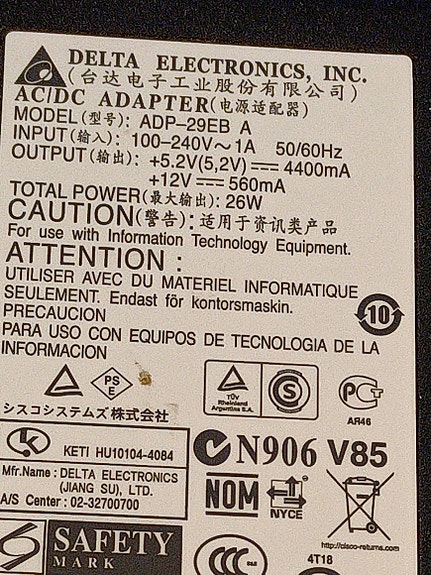 DELTA ELECTRONICS, INC.
(台达电子工业股份有限公司)
AC/DC ADAPTER(电源适配器)
MODEL(型号): ADP-29EB A
INPUT(输入): 100-240V~1A 50/60Hz
OUTPUT(输出): +5.2V(5,2V) ⎓ 4400mA
+12V ⎓ 560mA
TOTAL POWER(最大输出): 26W
CAUTION(警告): 适用于资讯类产品
For use with Information Technology Equipment.
ATTENTION :
UTILISER AVEC DU MATERIEL INFORMATIQUE
SEULEMENT. Endast för kontorsmaskin.
PRECAUCION
PARA USO CON EQUIPOS DE TECNOLOGIA DE LA
INFORMACION
10
PS
E
シスコシステムズ株式会社
TÜV
Rheinland
Argentina S.A.
S
AR46
K
KETI HU10104-4084
N906 V85
Mfr.Name : DELTA ELECTRONICS
(JIANG SU), LTD.
A/S Center : 02-32700700
NOM
NYCE
http://cisco-returns.com
SAFETY
MARK
CCC
4T18